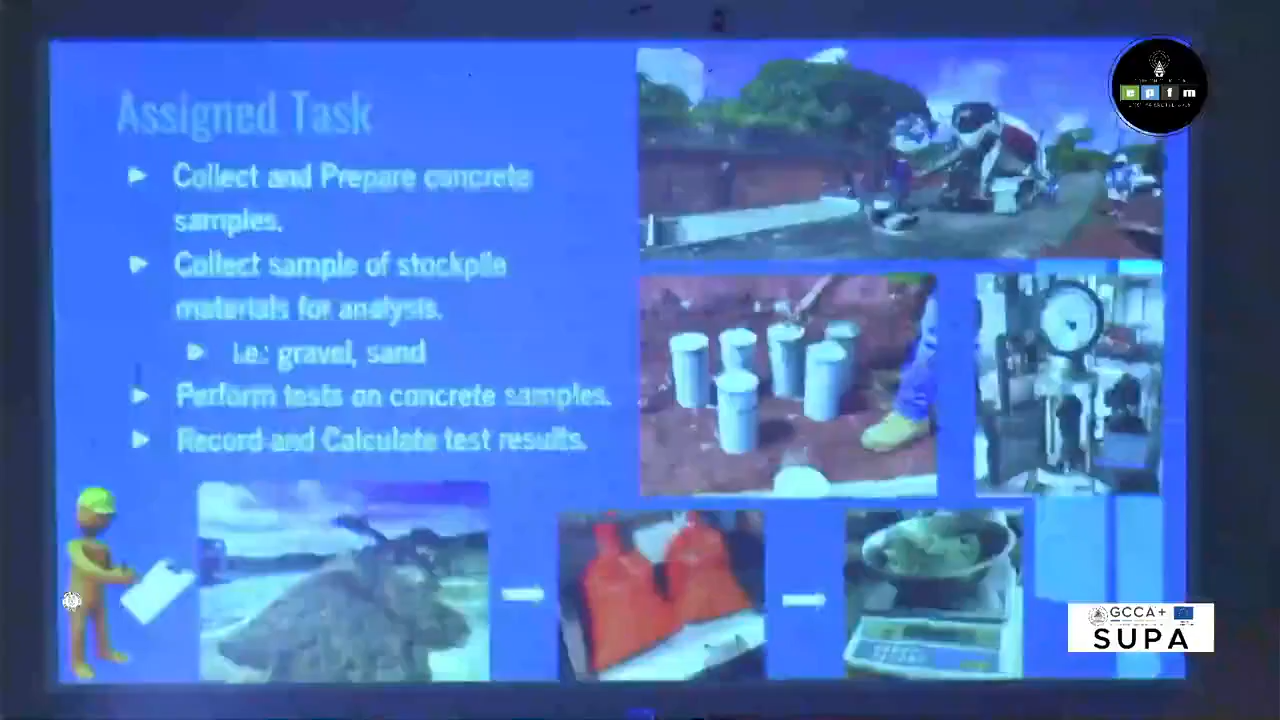 Assigned Task
Collect and Prepare concrete
samples.
Collect sample of stockpile
materials for analysis.
i.e.: gravel, sand
Perform tests on concrete samples.
Record and Calculate test results.
epfm
GCCA+
SUPA